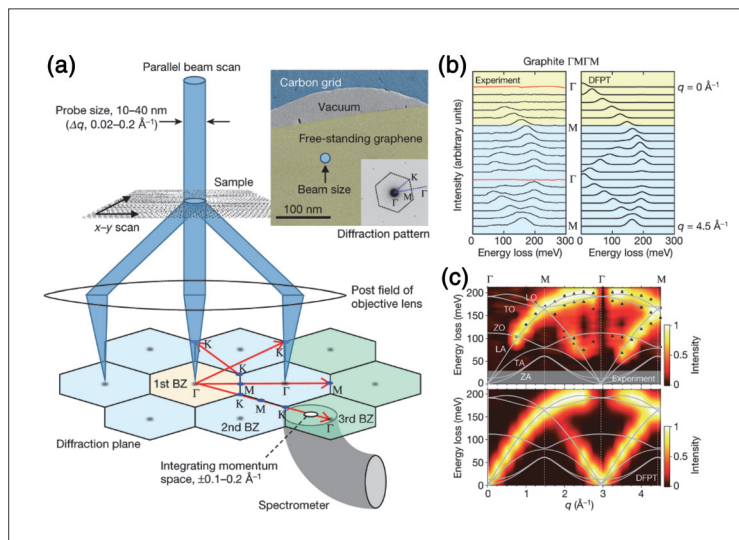 (a)
Parallel beam scan
Probe size, 10–40 nm
(Δq, 0.02–0.2 Å⁻¹)
Sample
x–y scan
Carbon grid
Vacuum
Free-standing graphene
Beam size
100 nm
K
M
Γ
Γ
Diffraction pattern
Post field of
objective lens
K
K
K
1st BZ
Γ
M
Γ
M
K
M
K
2nd BZ
3rd BZ
Γ
Diffraction plane
Integrating momentum
space, ±0.1–0.2 Å⁻¹
Spectrometer
(b)
Graphite ΓMΓM
Experiment
DFPT
Γ
q = 0 Å⁻¹
M
Γ
M
q = 4.5 Å⁻¹
Intensity (arbitrary units)
0 100 200 300
0 100 200 300
Energy loss (meV)
Energy loss (meV)
(c)
Γ M Γ M
200
150
100
50
0
Energy loss (meV)
LO
TO
ZO
LA
TA
ZA
Experiment
1
0.5
0
Intensity
200
150
100
50
0
Energy loss (meV)
DFPT
1
0.5
0
Intensity
0 1 2 3 4
q (Å⁻¹)